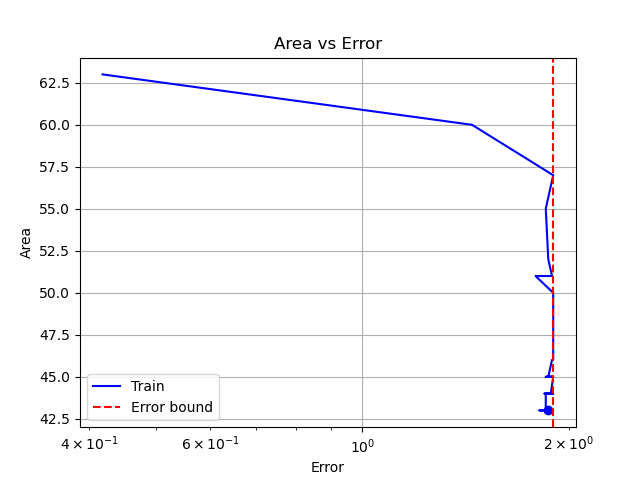 Area vs Error
62.5
60.0
57.5
55.0
52.5
50.0
47.5
45.0
42.5
Area
Train
Error bound
4 × 10⁻¹
6 × 10⁻¹
10⁰
2 × 10⁰
Error